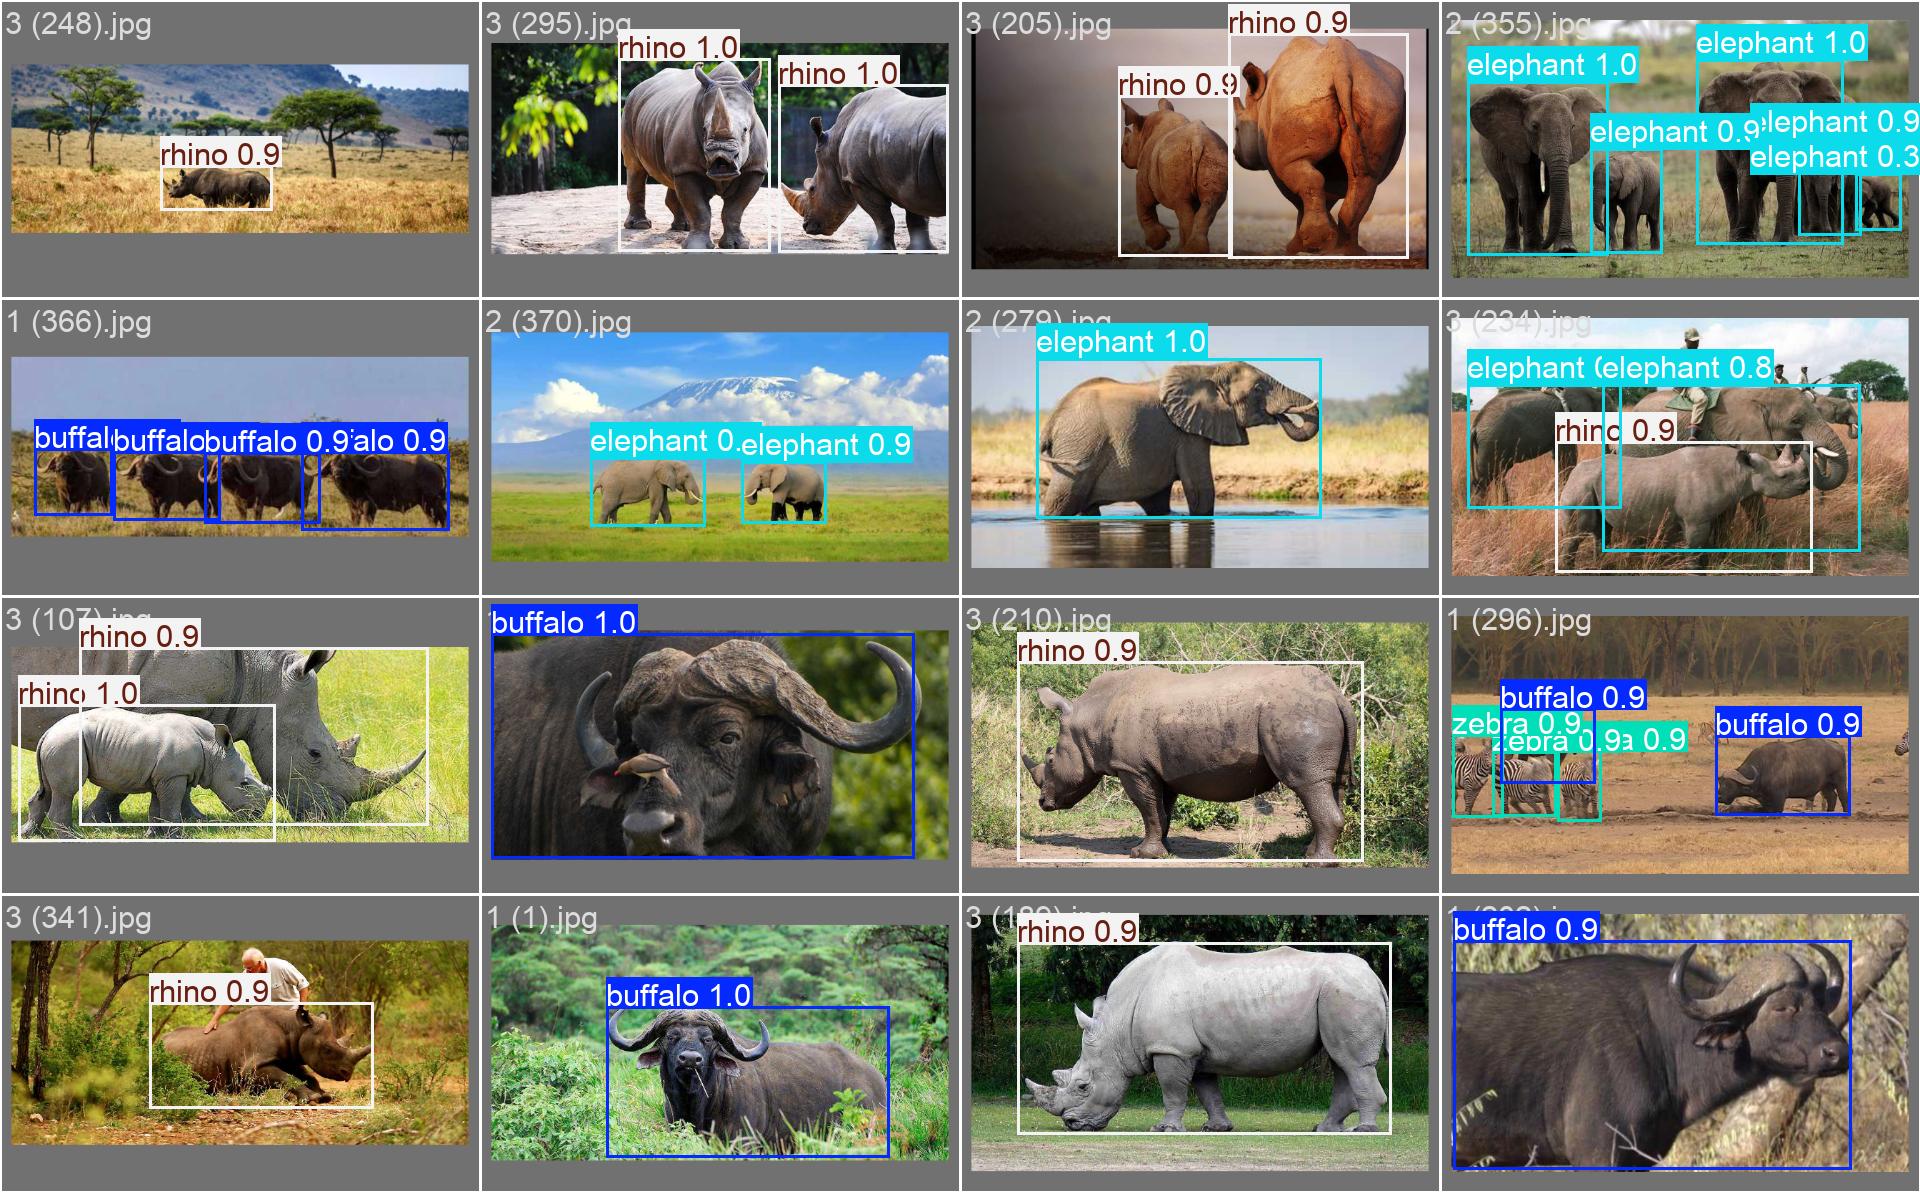 3 (248).jpg
rhino 0.9
3 (295).jpg
rhino 1.0
rhino 1.0
3 (205).jpg
rhino 0.9
rhino 0.9
2 (355).jpg
elephant 1.0
elephant 1.0
elephant 0.9
elephant 0.9
elephant 0.3
1 (366).jpg
buffalo
buffalo
buffalo 0.9
alo 0.9
2 (370).jpg
elephant 0.
elephant 0.9
2 (279).jpg
elephant 1.0
3 (234).jpg
elephant
elephant 0.8
rhino 0.9
3 (107).jpg
rhino 0.9
rhino 1.0
buffalo 1.0
3 (210).jpg
rhino 0.9
1 (296).jpg
buffalo 0.9
zebra 0.9
zebra 0.9
a 0.9
buffalo 0.9
3 (341).jpg
rhino 0.9
1 (1).jpg
buffalo 1.0
3 (189).jpg
rhino 0.9
buffalo 0.9